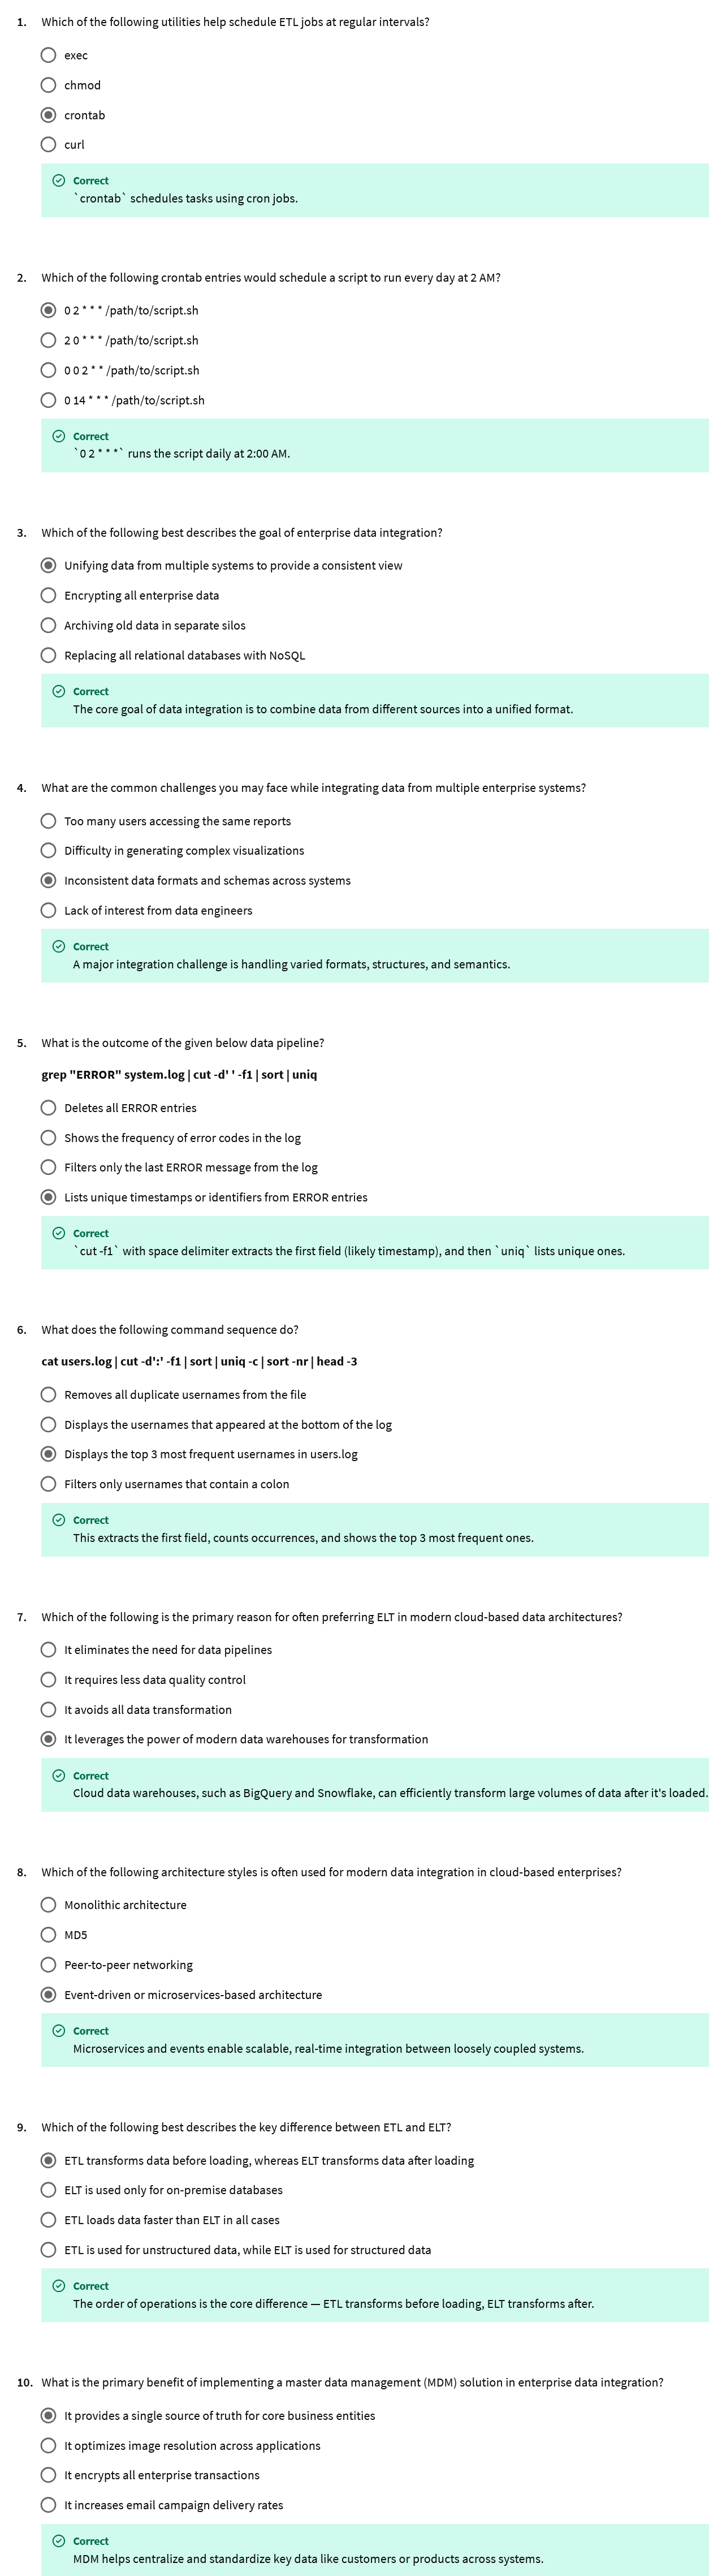 1. Which of the following utilities help schedule ETL jobs at regular intervals?
exec
chmod
crontab
curl
Correct
`crontab` schedules tasks using cron jobs.
2. Which of the following crontab entries would schedule a script to run every day at 2 AM?
0 2 * * * /path/to/script.sh
2 0 * * * /path/to/script.sh
0 0 2 * * /path/to/script.sh
0 14 * * * /path/to/script.sh
Correct
`0 2 * * *` runs the script daily at 2:00 AM.
3. Which of the following best describes the goal of enterprise data integration?
Unifying data from multiple systems to provide a consistent view
Encrypting all enterprise data
Archiving old data in separate silos
Replacing all relational databases with NoSQL
Correct
The core goal of data integration is to combine data from different sources into a unified format.
4. What are the common challenges you may face while integrating data from multiple enterprise systems?
Too many users accessing the same reports
Difficulty in generating complex visualizations
Inconsistent data formats and schemas across systems
Lack of interest from data engineers
Correct
A major integration challenge is handling varied formats, structures, and semantics.
5. What is the outcome of the given below data pipeline?
grep "ERROR" system.log | cut -d' ' -f1 | sort | uniq
Deletes all ERROR entries
Shows the frequency of error codes in the log
Filters only the last ERROR message from the log
Lists unique timestamps or identifiers from ERROR entries
Correct
`cut -f1` with space delimiter extracts the first field (likely timestamp), and then `uniq` lists unique ones.
6. What does the following command sequence do?
cat users.log | cut -d':' -f1 | sort | uniq -c | sort -nr | head -3
Removes all duplicate usernames from the file
Displays the usernames that appeared at the bottom of the log
Displays the top 3 most frequent usernames in users.log
Filters only usernames that contain a colon
Correct
This extracts the first field, counts occurrences, and shows the top 3 most frequent ones.
7. Which of the following is the primary reason for often preferring ELT in modern cloud-based data architectures?
It eliminates the need for data pipelines
It requires less data quality control
It avoids all data transformation
It leverages the power of modern data warehouses for transformation
Correct
Cloud data warehouses, such as BigQuery and Snowflake, can efficiently transform large volumes of data after it's loaded.
8. Which of the following architecture styles is often used for modern data integration in cloud-based enterprises?
Monolithic architecture
MD5
Peer-to-peer networking
Event-driven or microservices-based architecture
Correct
Microservices and events enable scalable, real-time integration between loosely coupled systems.
9. Which of the following best describes the key difference between ETL and ELT?
ETL transforms data before loading, whereas ELT transforms data after loading
ELT is used only for on-premise databases
ETL loads data faster than ELT in all cases
ETL is used for unstructured data, while ELT is used for structured data
Correct
The order of operations is the core difference — ETL transforms before loading, ELT transforms after.
10. What is the primary benefit of implementing a master data management (MDM) solution in enterprise data integration?
It provides a single source of truth for core business entities
It optimizes image resolution across applications
It encrypts all enterprise transactions
It increases email campaign delivery rates
Correct
MDM helps centralize and standardize key data like customers or products across systems.